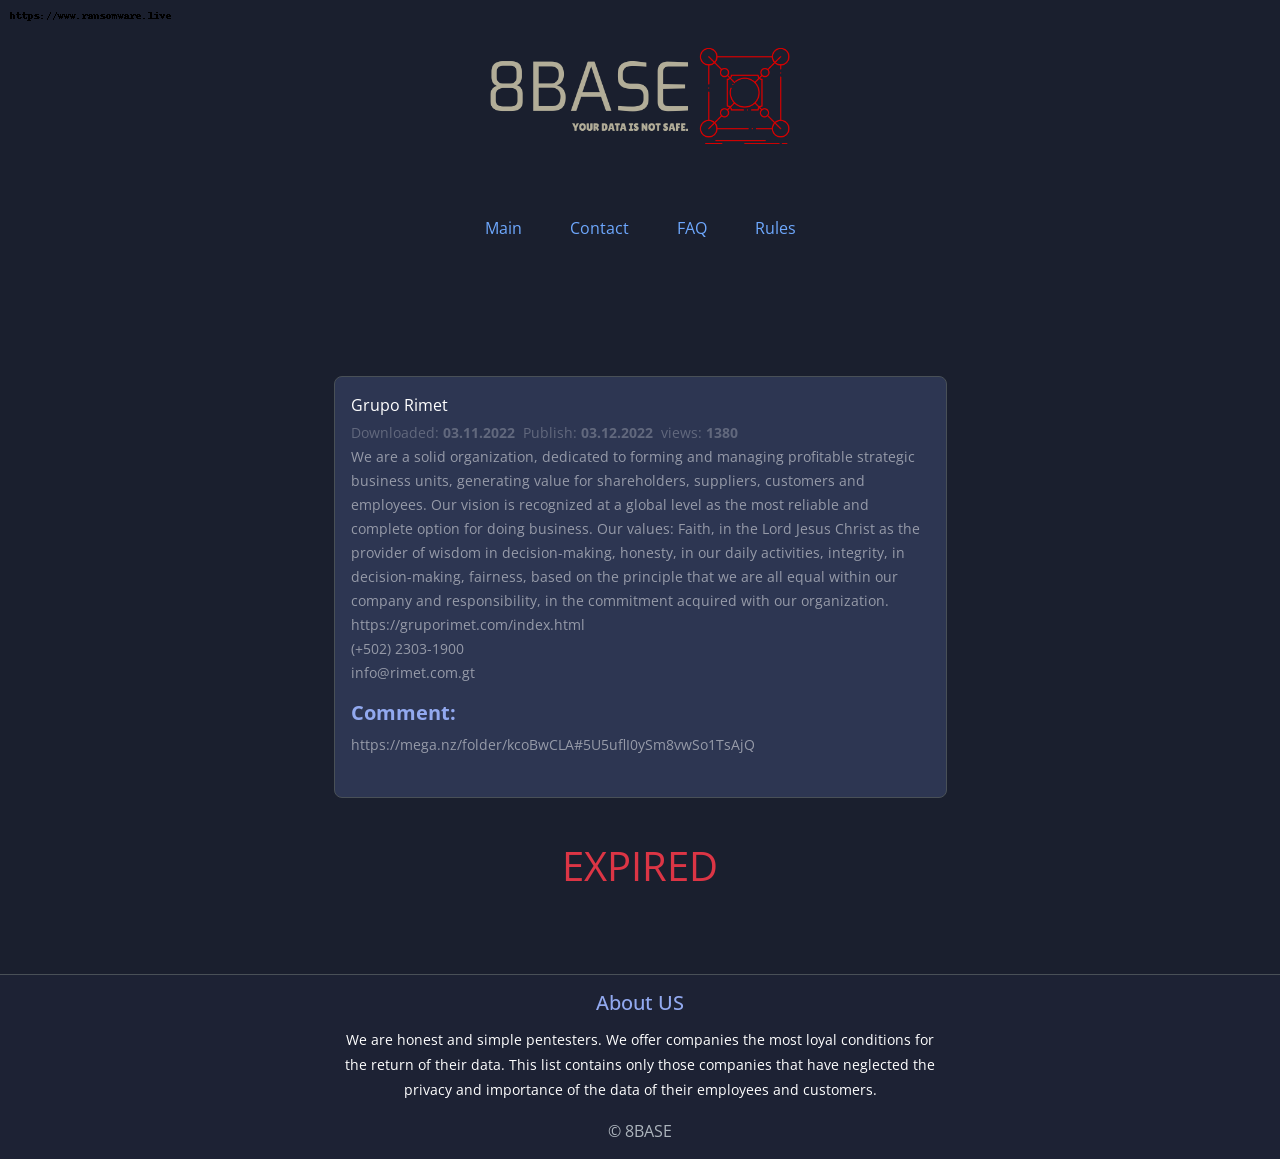 https://www.ransomware.live
8BASE
YOUR DATA IS NOT SAFE.
Main Contact FAQ Rules
Grupo Rimet
Downloaded: 03.11.2022 Publish: 03.12.2022 views: 1380
We are a solid organization, dedicated to forming and managing profitable strategic
business units, generating value for shareholders, suppliers, customers and
employees. Our vision is recognized at a global level as the most reliable and
complete option for doing business. Our values: Faith, in the Lord Jesus Christ as the
provider of wisdom in decision-making, honesty, in our daily activities, integrity, in
decision-making, fairness, based on the principle that we are all equal within our
company and responsibility, in the commitment acquired with our organization.
https://gruporimet.com/index.html
(+502) 2303-1900
info@rimet.com.gt
Comment:
https://mega.nz/folder/kcoBwCLA#5U5uflI0ySm8vwSo1TsAjQ
EXPIRED
About US
We are honest and simple pentesters. We offer companies the most loyal conditions for
the return of their data. This list contains only those companies that have neglected the
privacy and importance of the data of their employees and customers.
© 8BASE